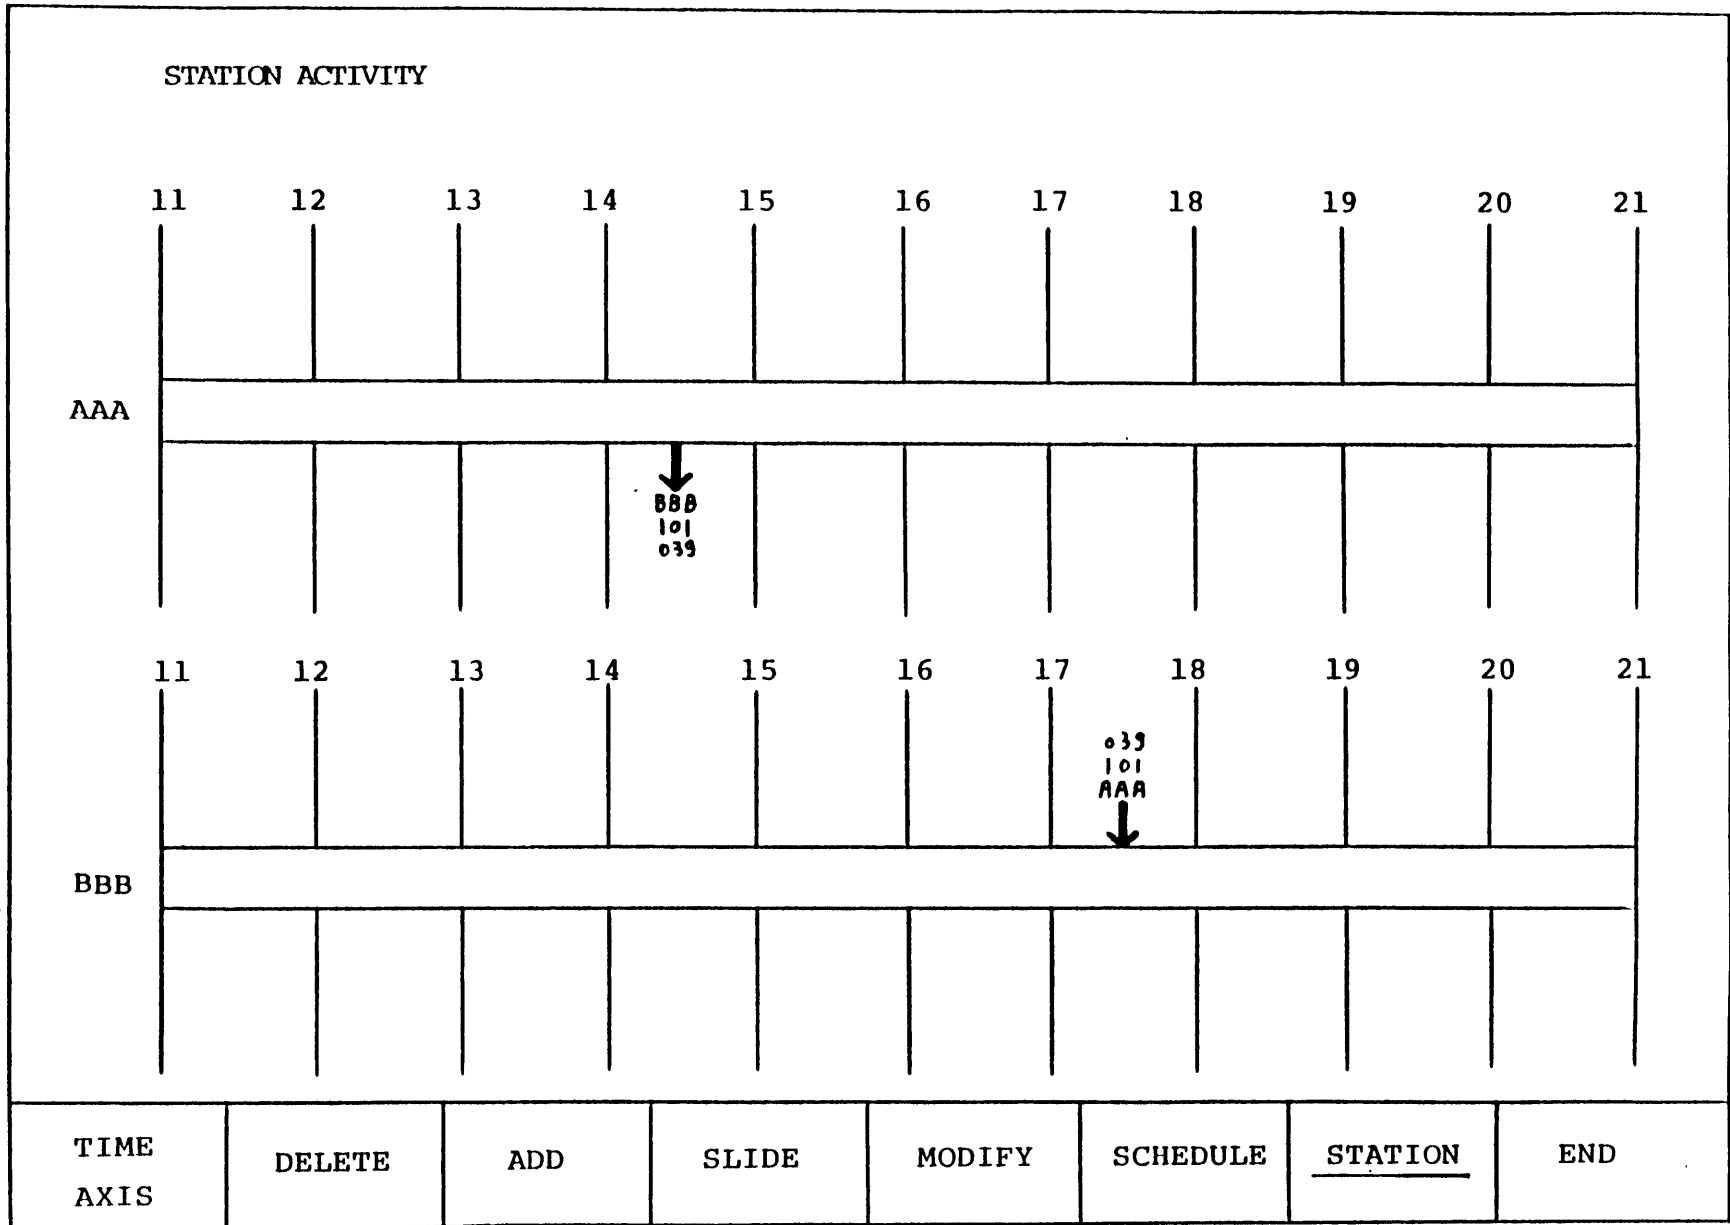 STATION ACTIVITY
11 12 13 14 15 16 17 18 19 20 21
AAA
BBB
101
039
11 12 13 14 15 16 17 18 19 20 21
039
101
AAA
BBB
TIME AXIS
DELETE
ADD
SLIDE
MODIFY
SCHEDULE
STATION
END